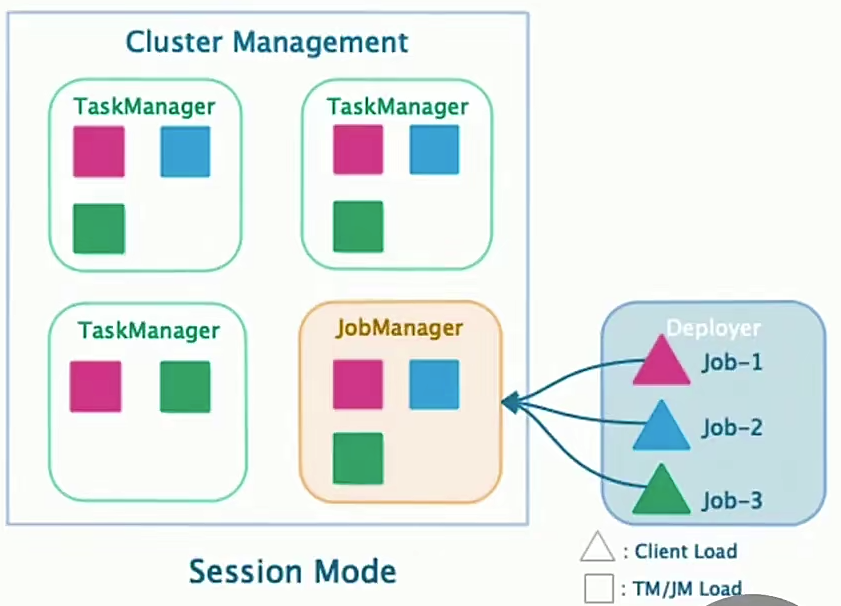 Cluster Management
TaskManager
TaskManager
TaskManager
JobManager
Deployer
Job-1
Job-2
Job-3
: Client Load
: TM/JM Load
Session Mode